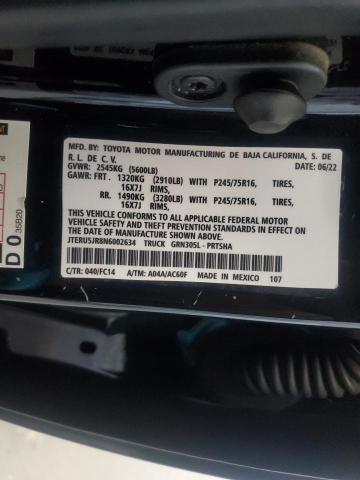 MFD. BY: TOYOTA MOTOR MANUFACTURING DE BAJA CALIFORNIA, S. DE
R. L. DE C. V. DATE: 06/22
GVWR: 2545KG (5600LB)
GAWR: FRT. 1320KG (2910LB) WITH P245/75R16, TIRES,
16X7J RIMS,
RR. 1490KG (3280LB) WITH P245/75R16, TIRES,
16X7J RIMS,
THIS VEHICLE CONFORMS TO ALL APPLICABLE FEDERAL MOTOR
VEHICLE SAFETY AND THEFT PREVENTION STANDARDS IN EFFECT ON
THE DATE OF MANUFACTURE SHOWN ABOVE.
JTERU5JR8N6002634 TRUCK GRN305L - PRTSHA
C/TR: 040/FC14 A/TM: A04A/AC60F MADE IN MEXICO 107
D 0
35820